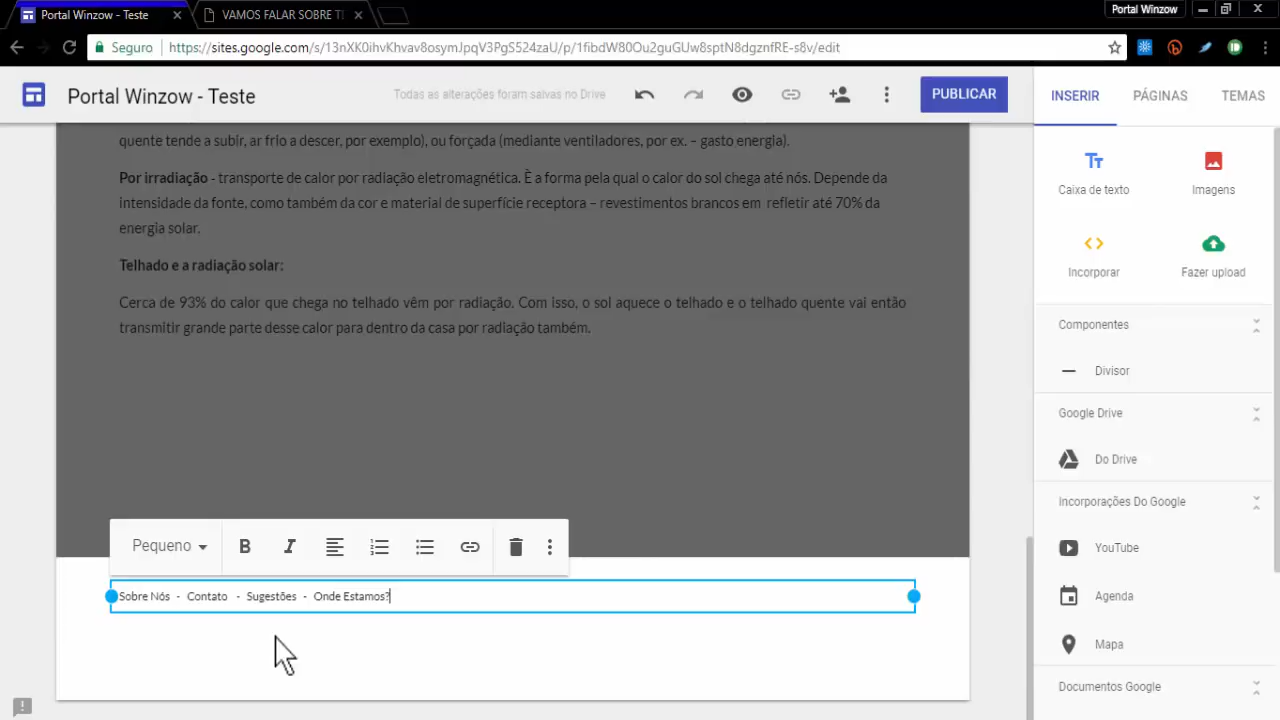 Portal Winzow - Teste
VAMOS FALAR SOBRE TE
Portal Winzow
Seguro
https://sites.google.com/s/13nXK0ihvKhvav8osymJpqV3PgS524zaU/p/1fibdW80Ou2guGUw8sptN8dgznfRE-s8v/edit
Portal Winzow - Teste
Todas as alterações foram salvas no Drive
PUBLICAR
INSERIR
PÁGINAS
TEMAS
quente tende a subir, ar frio a descer, por exemplo), ou forçada (mediante ventiladores, por ex. – gasto energia).
Por irradiação - transporte de calor por radiação eletromagnética. È a forma pela qual o calor do sol chega até nós. Depende da
intensidade da fonte, como também da cor e material de superfície receptora – revestimentos brancos em refletir até 70% da
energia solar.
Telhado e a radiação solar:
Cerca de 93% do calor que chega no telhado vêm por radiação. Com isso, o sol aquece o telhado e o telhado quente vai então
transmitir grande parte desse calor para dentro da casa por radiação também.
Pequeno
B
I
Sobre Nós - Contato - Sugestões - Onde Estamos?
Caixa de texto
Imagens
Incorporar
Fazer upload
Componentes
Divisor
Google Drive
Do Drive
Incorporações Do Google
YouTube
Agenda
Mapa
Documentos Google